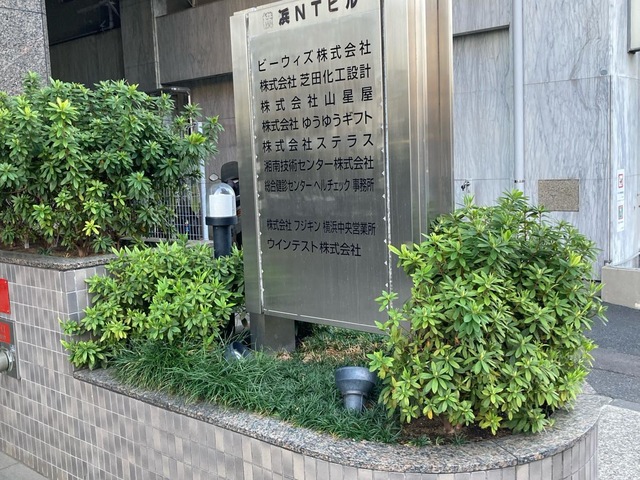 浜NTビル
ビーウィズ株式会社
株式会社 芝田化工設計
株式会社山星屋
株式会社 ゆうゆうギフト
株式会社ステラス
湘南技術センター株式会社
総合健診センター ヘルチェック 事務所
株式会社 フジキン 横浜中央営業所
ウインテスト株式会社